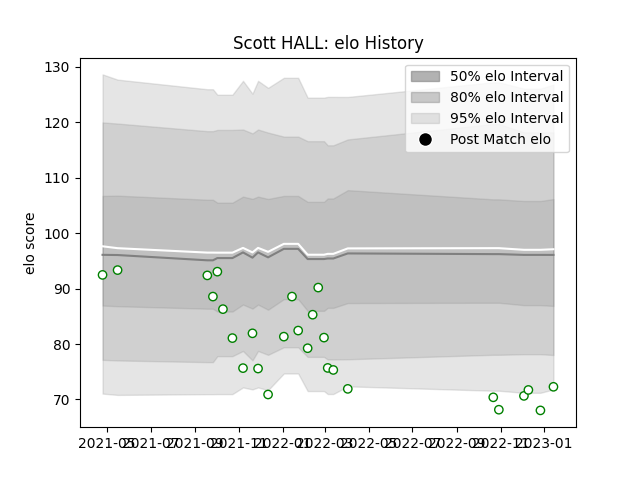 Scott HALL: elo History
130
120
110
100
90
80
70
elo score
50% elo Interval
80% elo Interval
95% elo Interval
Post Match elo
2021-05 2021-07 2021-09 2021-11 2022-01 2022-03 2022-05 2022-07 2022-09 2022-11 2023-01